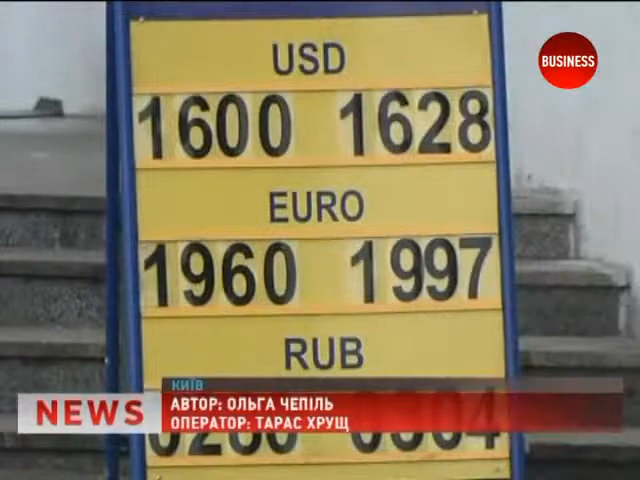 BUSINESS
USD
1600 1628
EURO
1960 1997
RUB
КИЇВ
NEWS
АВТОР: ОЛЬГА ЧЕПІЛЬ
ОПЕРАТОР: ТАРАС ХРУЩ